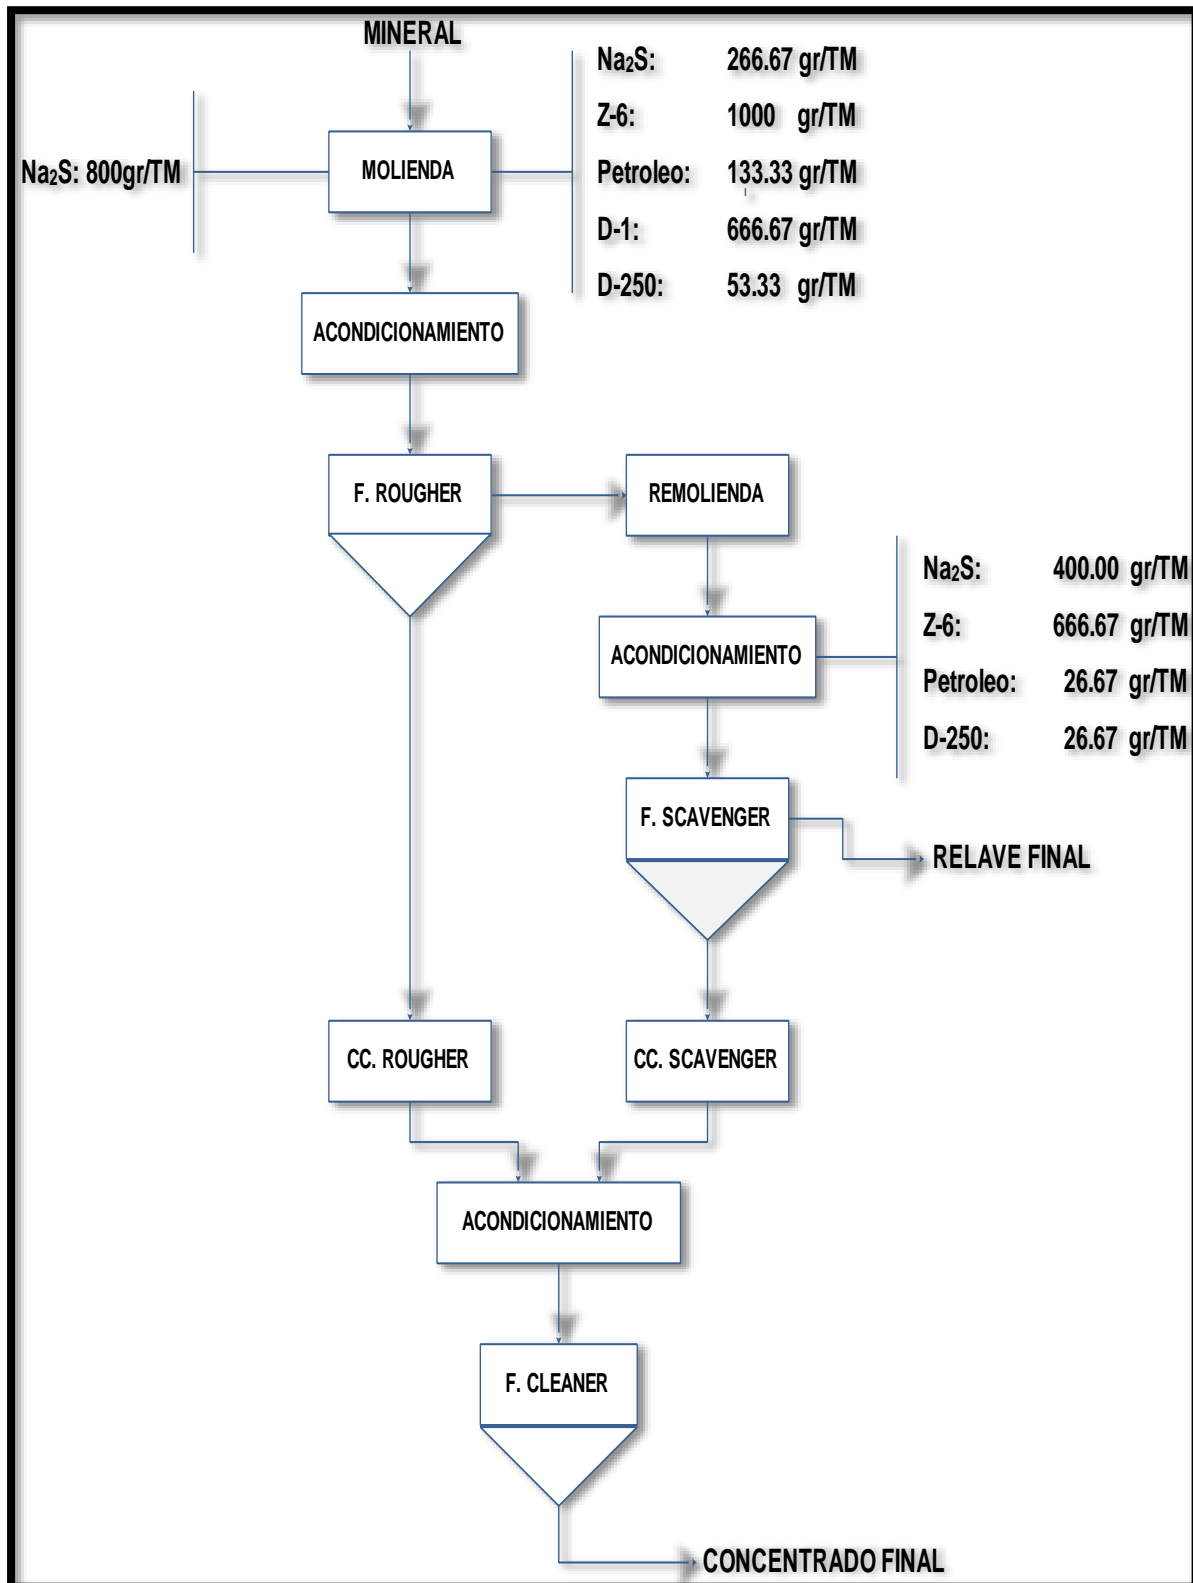 MINERAL
Na₂S: 266.67 gr/TM
Z-6: 1000 gr/TM
Na₂S: 800gr/TM
MOLIENDA
Petroleo: 133.33 gr/TM
D-1: 666.67 gr/TM
D-250: 53.33 gr/TM
ACONDICIONAMIENTO
F. ROUGHER
REMOLIENDA
Na₂S: 400.00 gr/TM
Z-6: 666.67 gr/TM
ACONDICIONAMIENTO
Petroleo: 26.67 gr/TM
D-250: 26.67 gr/TM
F. SCAVENGER
RELAVE FINAL
CC. ROUGHER
CC. SCAVENGER
ACONDICIONAMIENTO
F. CLEANER
CONCENTRADO FINAL